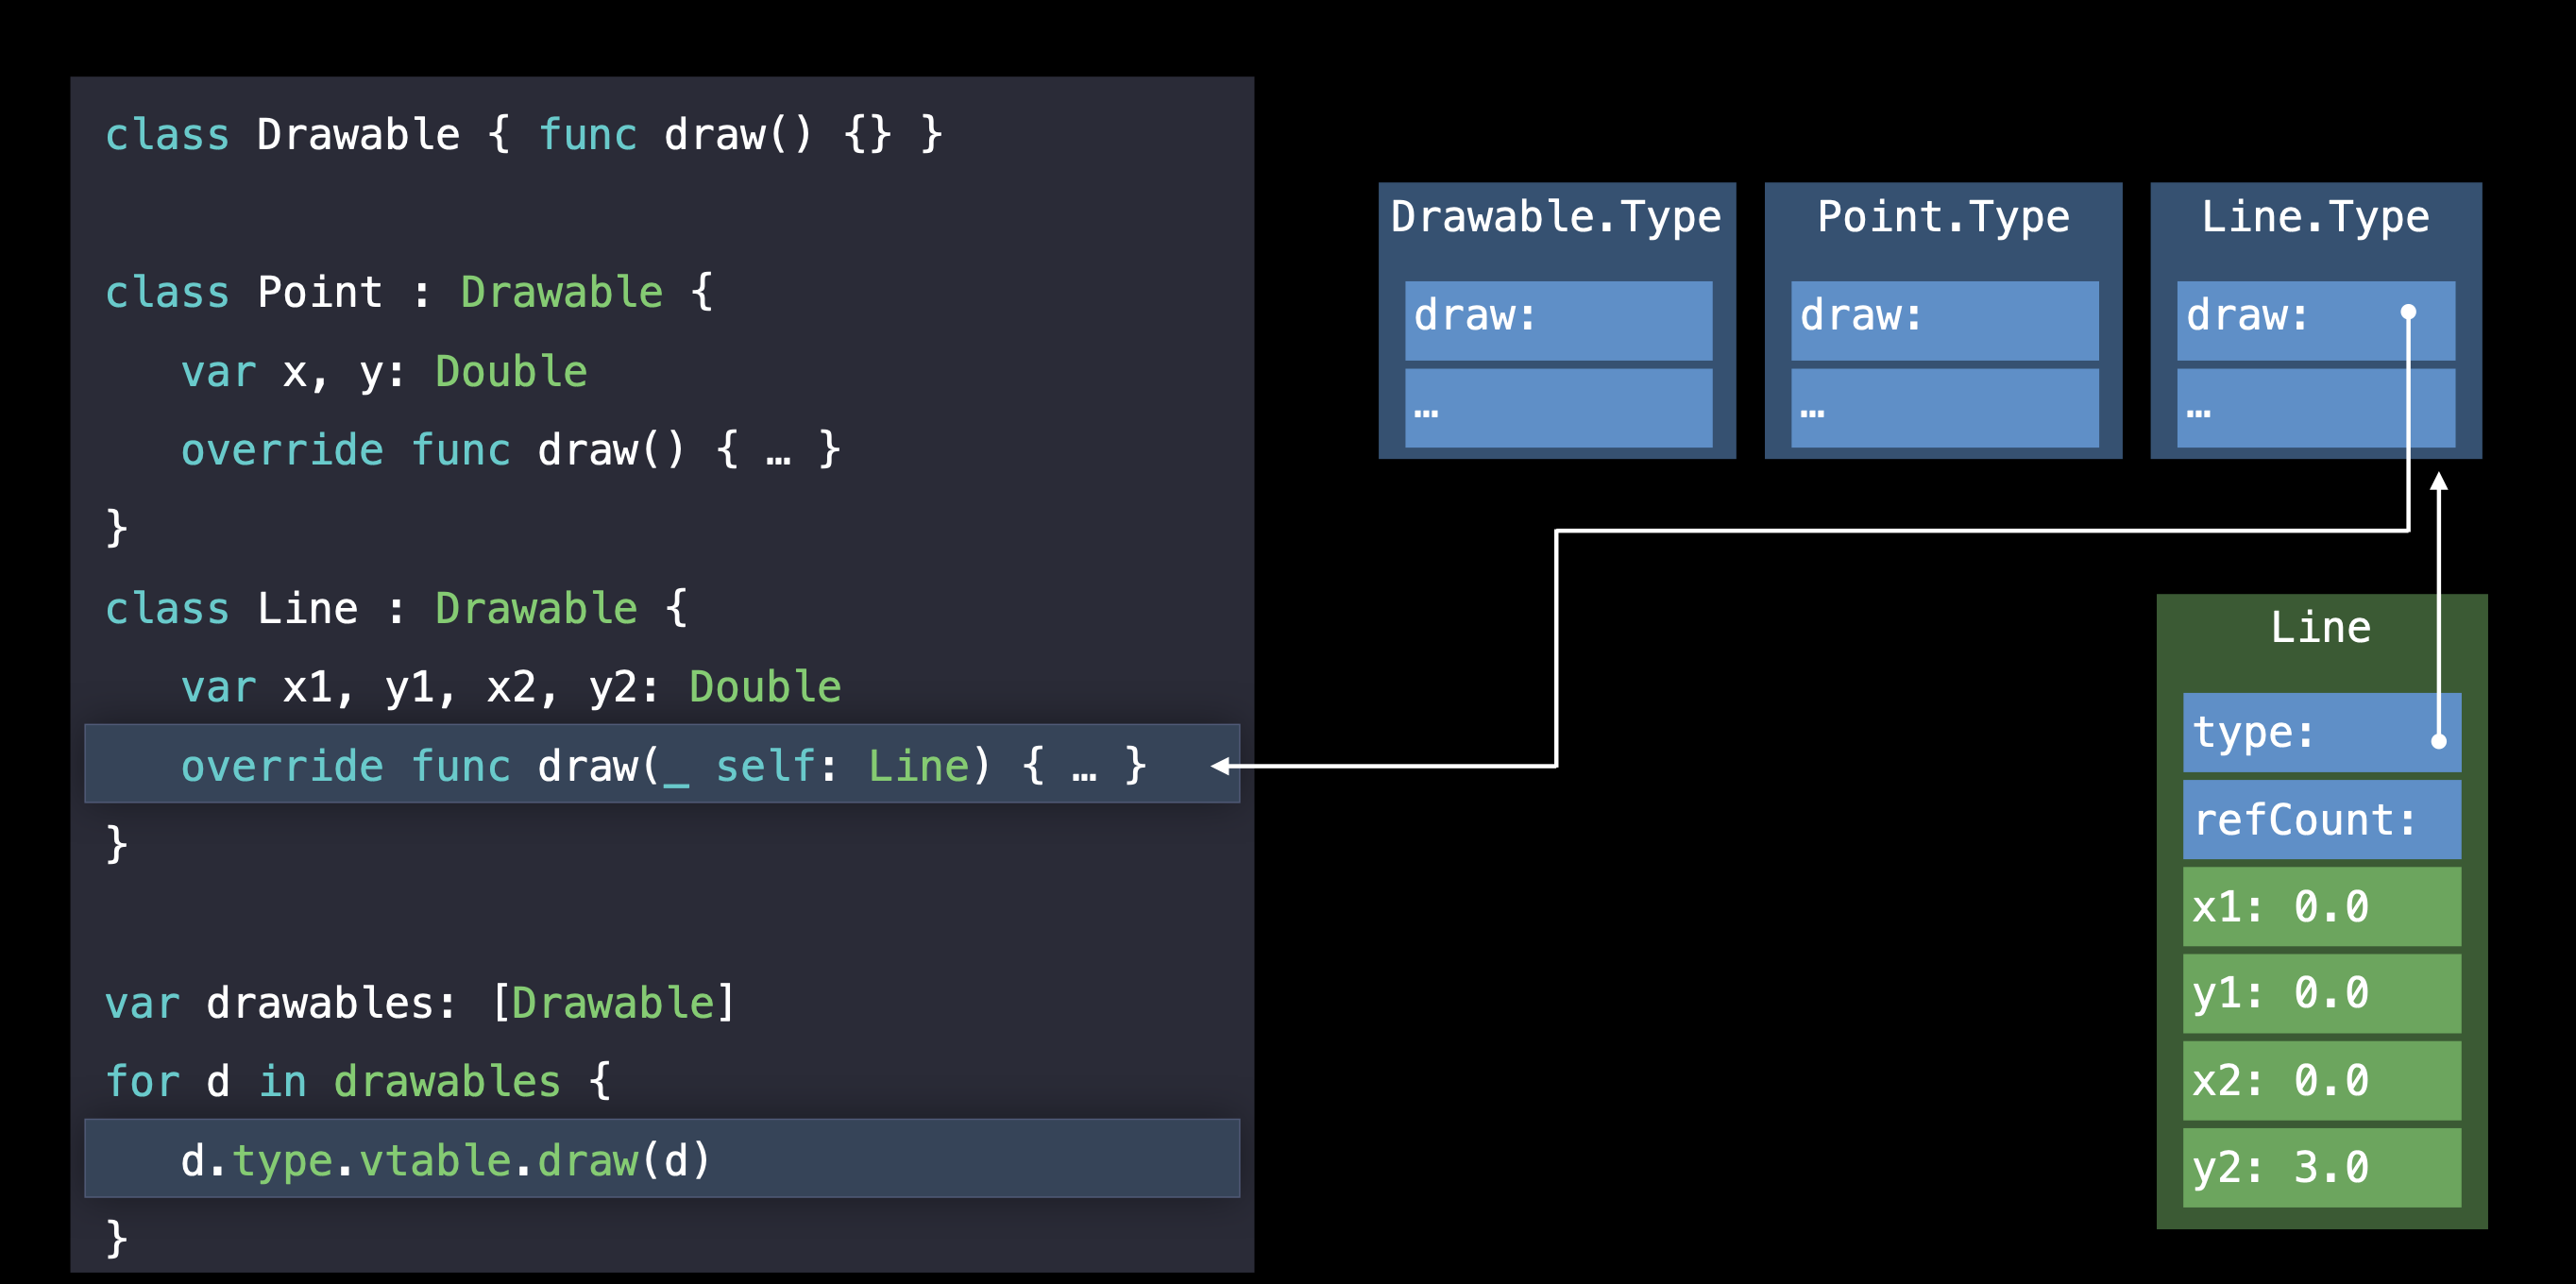 class Drawable { func draw() {} }
class Point : Drawable {
   var x, y: Double
   override func draw() { … }
}
class Line : Drawable {
   var x1, y1, x2, y2: Double
   override func draw(_ self: Line) { … }
}
var drawables: [Drawable]
for d in drawables {
   d.type.vtable.draw(d)
}
Drawable.Type
draw:
…
Point.Type
draw:
…
Line.Type
draw:
…
Line
type:
refCount:
x1: 0.0
y1: 0.0
x2: 0.0
y2: 3.0